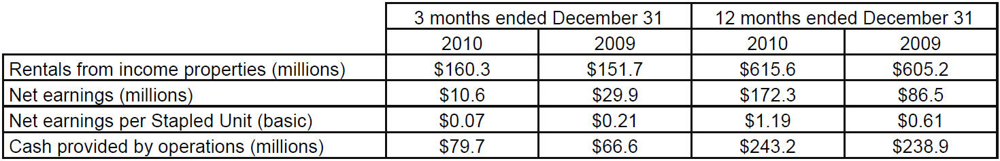 3 months ended December 31 12 months ended December 31
2010 2009 2010 2009
Rentals from income properties (millions) $160.3 $151.7 $615.6 $605.2
Net earnings (millions) $10.6 $29.9 $172.3 $86.5
Net earnings per Stapled Unit (basic) $0.07 $0.21 $1.19 $0.61
Cash provided by operations (millions) $79.7 $66.6 $243.2 $238.9